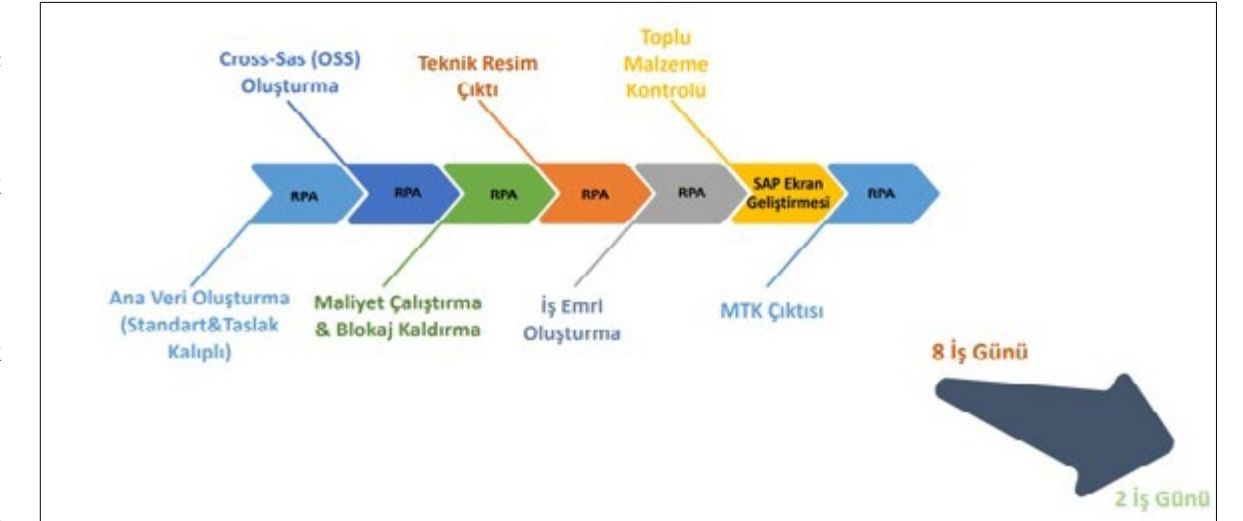 Cross-Sas (OSS)
Oluşturma
Teknik Resim
Çıktı
Toplu
Malzeme
Kontrolü
RPA
RPA
RPA
RPA
RPA
SAP Ekran
Geliştirmesi
RPA
Ana Veri Oluşturma
(Standart&Taslak
Kalıplı)
Maliyet Çalıştırma
& Blokaj Kaldırma
İş Emrİ
Oluşturma
MTK Çıktısı
8 İş Günü
2 İş Günü